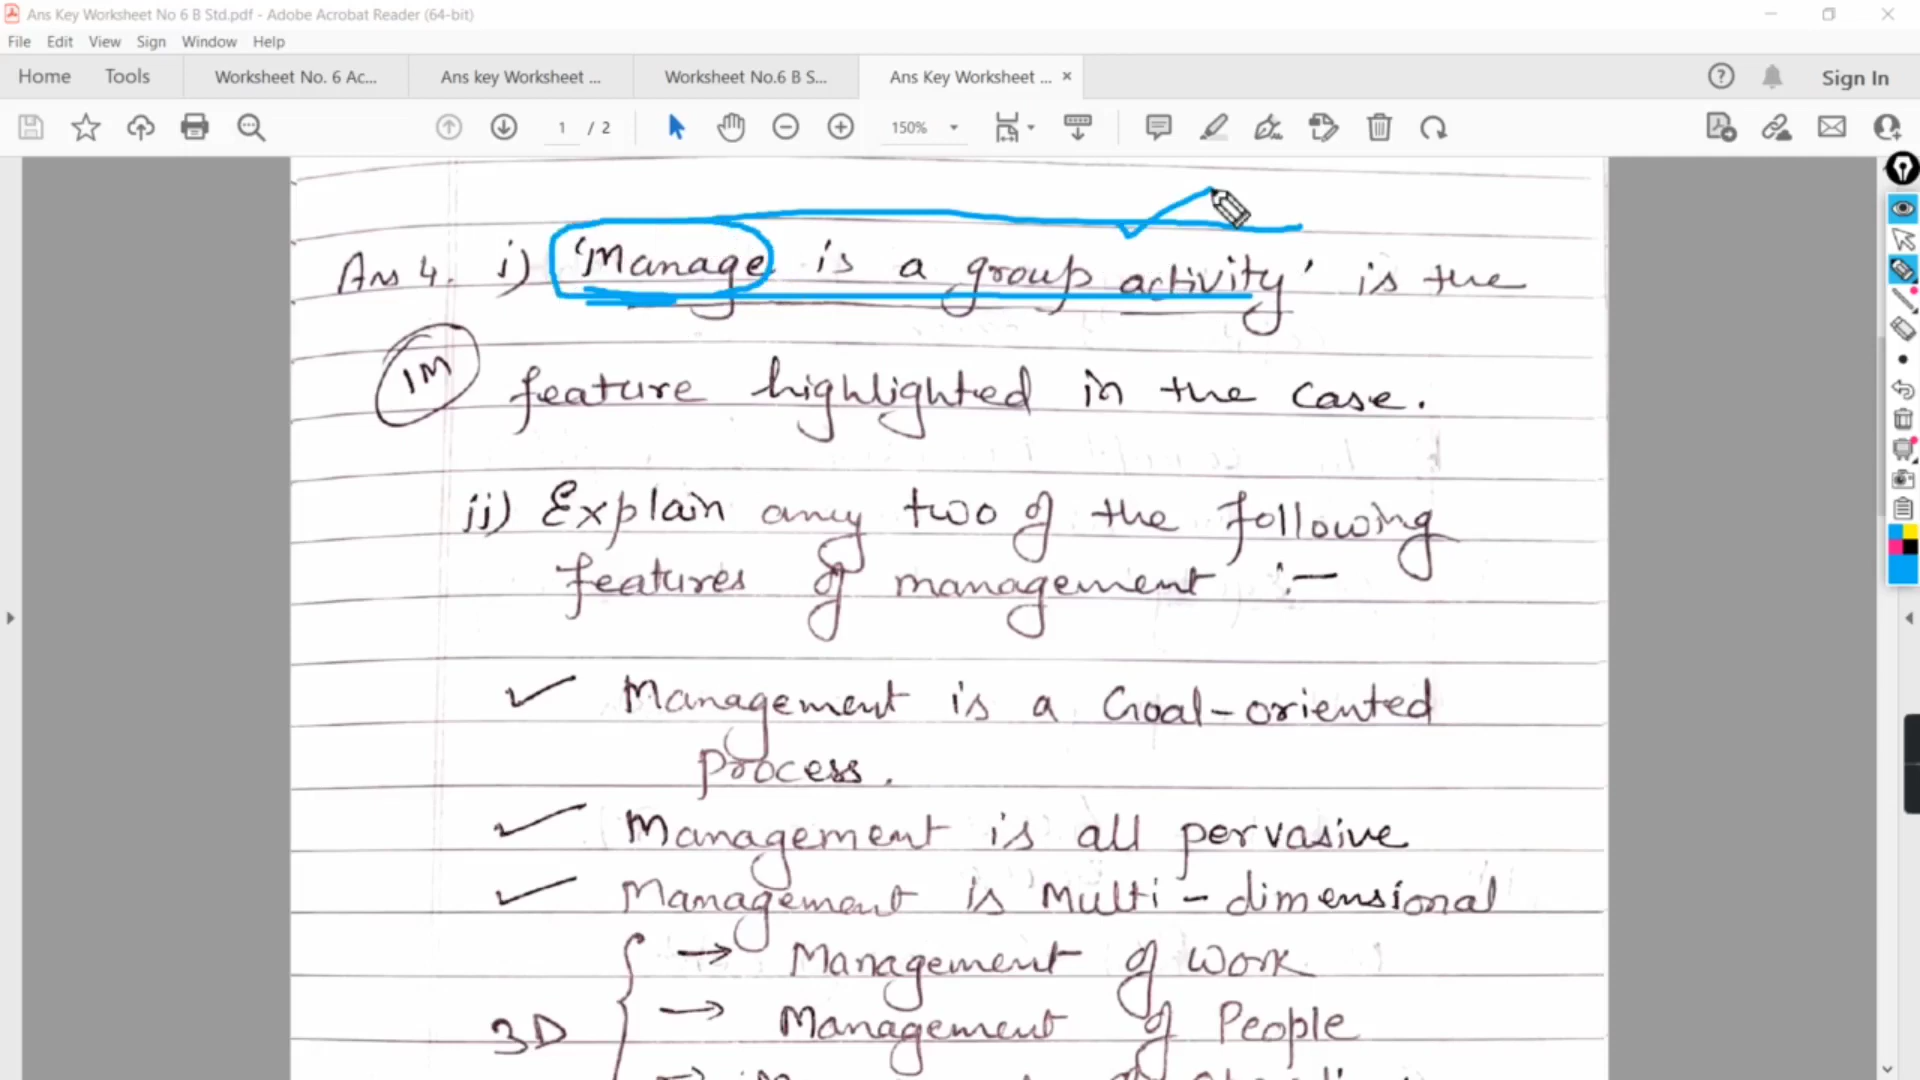 Ans Key Worksheet No 6 B Std.pdf - Adobe Acrobat Reader (64-bit)
File Edit View Sign Window Help
Home Tools Worksheet No. 6 Ac... Ans key Worksheet ... Worksheet No.6 B S... Ans Key Worksheet ... × Sign In
1 / 2 150%
Ans 4. i) 'Manage is a group activity' is the
1M feature highlighted in the case.
ii) Explain any two of the following
features of management :-
✓ Management is a Goal-oriented
process.
✓ Management is all pervasive
✓ Management is Multi-dimensional
→ Management of work
3D → Management of People